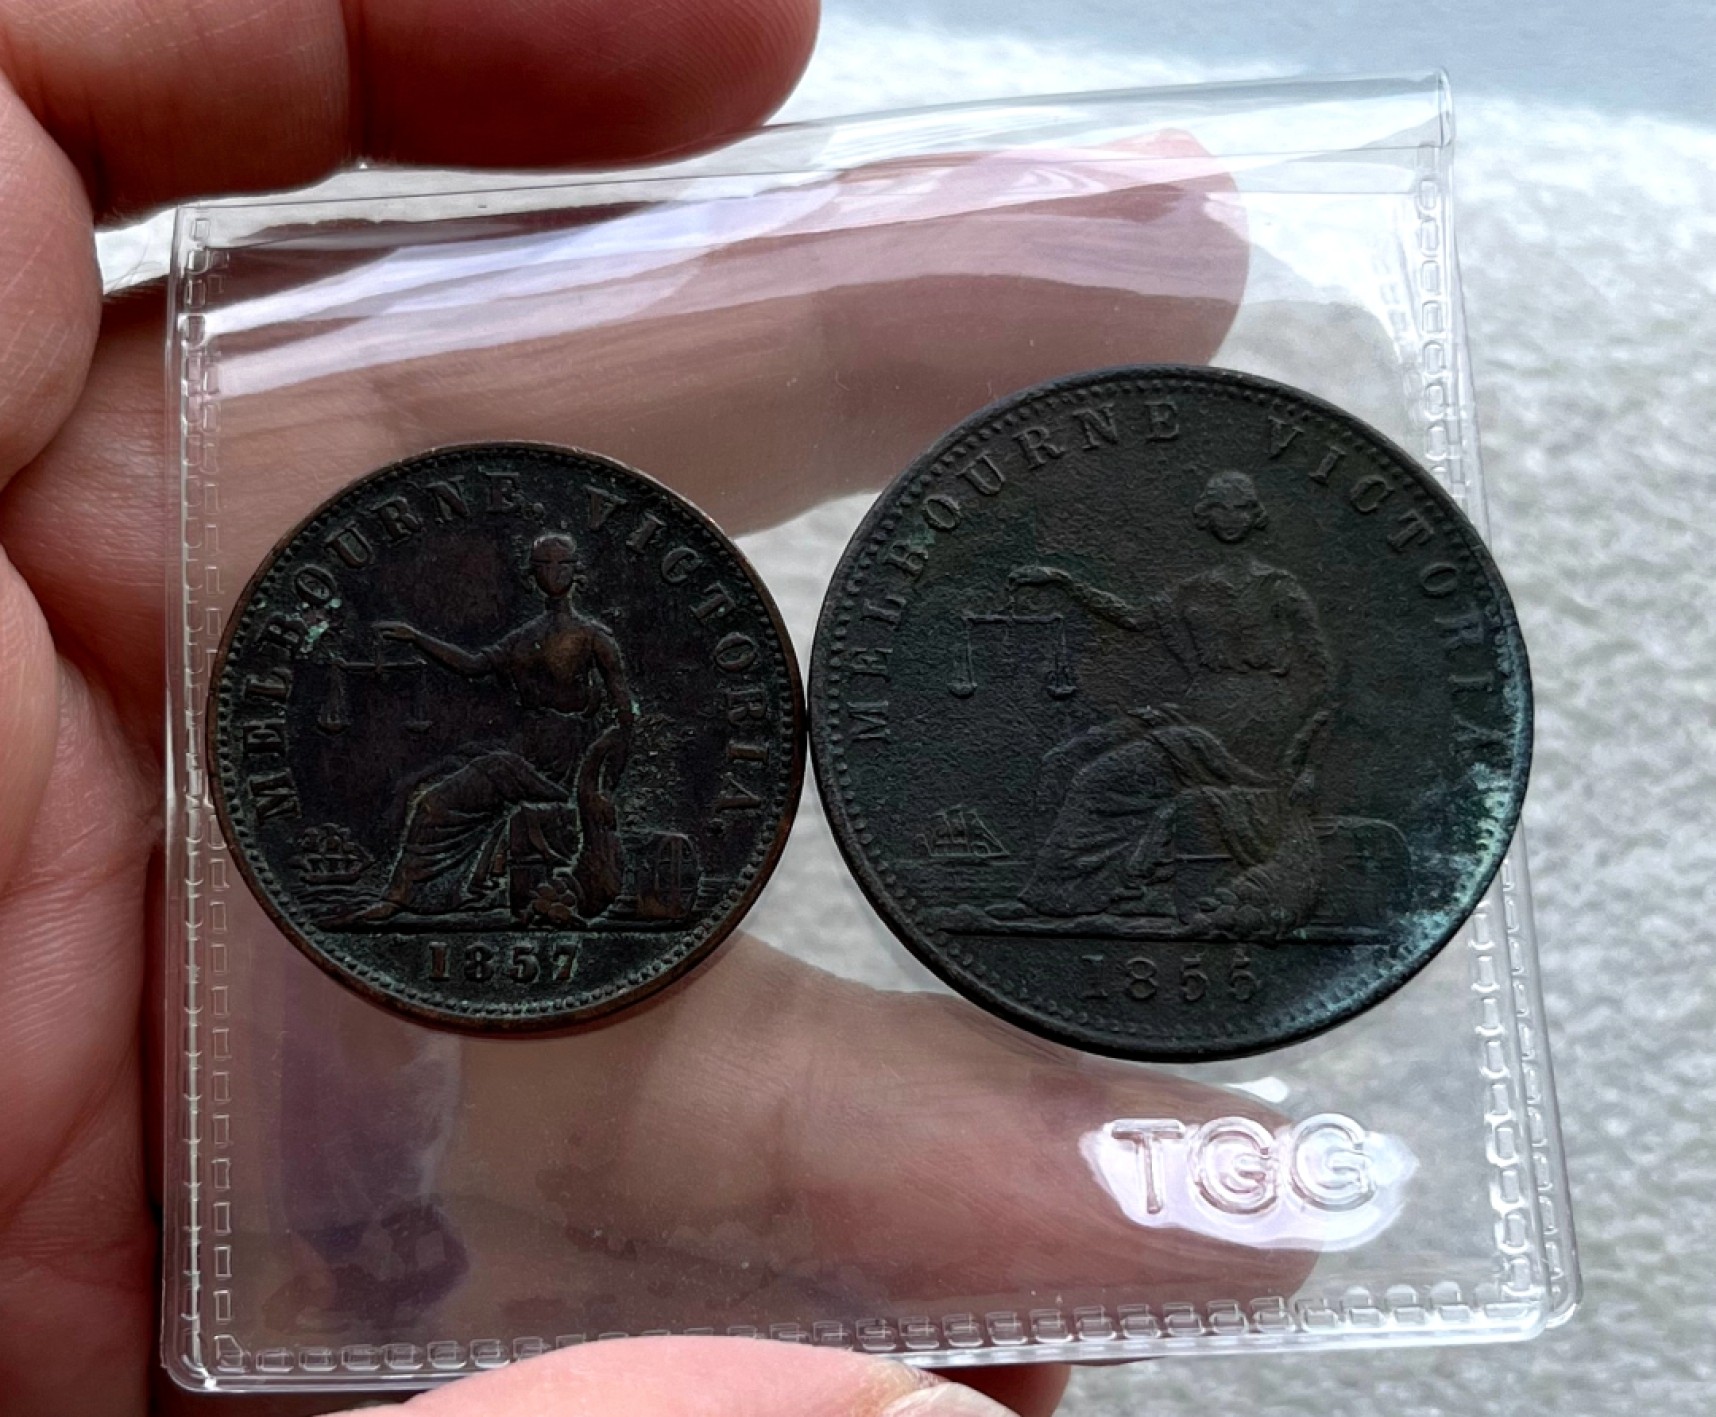 MELBOURNE. VICTORIA.
1857
MELBOURNE VICTORIA
1855
TGG